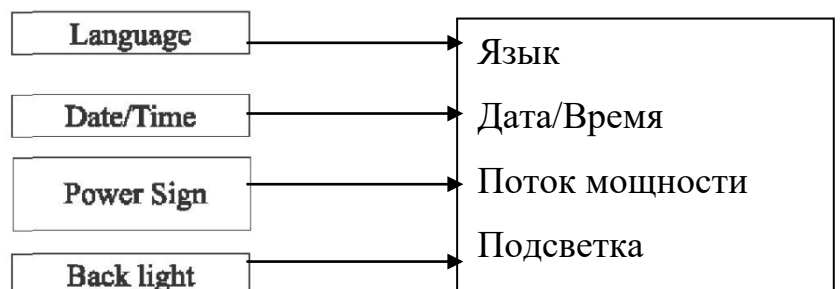 Language
Язык
Date/Time
Дата/Время
Power Sign
Поток мощности
Back light
Подсветка